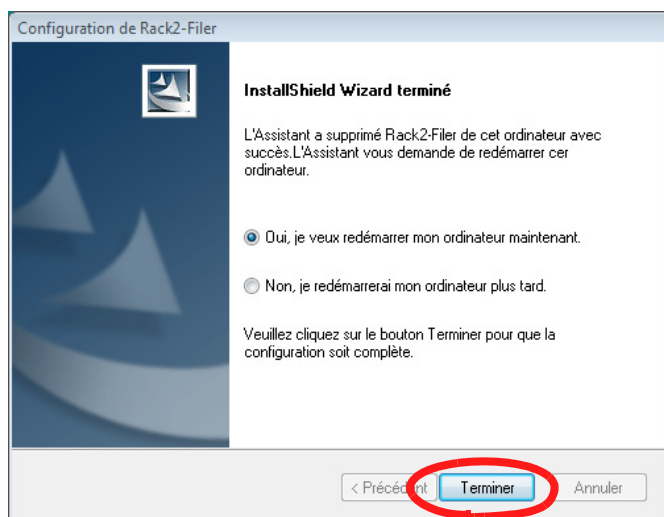 Configuration de Rack2-Filer
InstallShield Wizard terminé
L'Assistant a supprimé Rack2-Filer de cet ordinateur avec
succès.L'Assistant vous demande de redémarrer cer
ordinateur.
Oui, je veux redémarrer mon ordinateur maintenant.
Non, je redémarrerai mon ordinateur plus tard.
Veuillez cliquez sur le bouton Terminer pour que la
configuration soit complète.
< Précédent Terminer Annuler